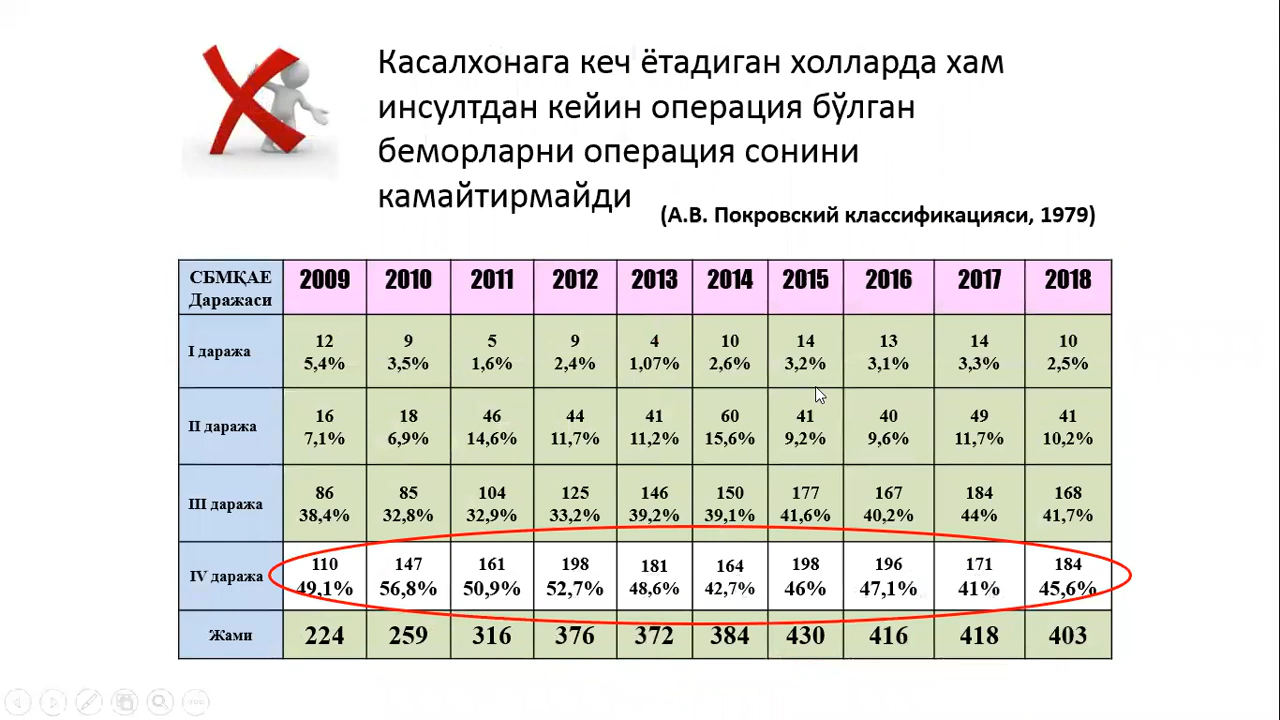 Касалхонага кеч ётадиган холларда хам
инсултдан кейин операция бўлган
беморларни операция сонини
камайтирмайди
(А.В. Покровский классификацияси, 1979)
СБМҚАЕ Даражаси 2009 2010 2011 2012 2013 2014 2015 2016 2017 2018
I даража 12 9 5 9 4 10 14 13 14 10
5,4% 3,5% 1,6% 2,4% 1,07% 2,6% 3,2% 3,1% 3,3% 2,5%
II даража 16 18 46 44 41 60 41 40 49 41
7,1% 6,9% 14,6% 11,7% 11,2% 15,6% 9,2% 9,6% 11,7% 10,2%
III даража 86 85 104 125 146 150 177 167 184 168
38,4% 32,8% 32,9% 33,2% 39,2% 39,1% 41,6% 40,2% 44% 41,7%
IV даража 110 147 161 198 181 164 198 196 171 184
49,1% 56,8% 50,9% 52,7% 48,6% 42,7% 46% 47,1% 41% 45,6%
Жами 224 259 316 376 372 384 430 416 418 403